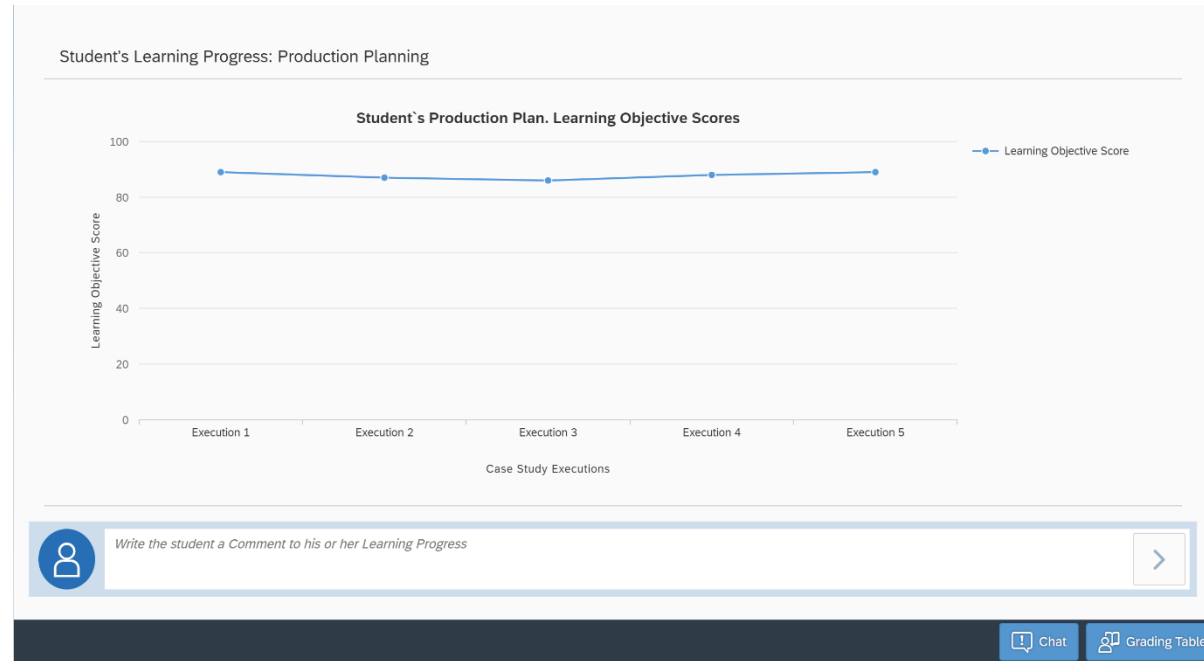 Student's Learning Progress: Production Planning
Student`s Production Plan. Learning Objective Scores
100
80
60
40
20
0
Learning Objective Score
Learning Objective Score
Execution 1
Execution 2
Execution 3
Execution 4
Execution 5
Case Study Executions
Write the student a Comment to his or her Learning Progress
Chat
Grading Table